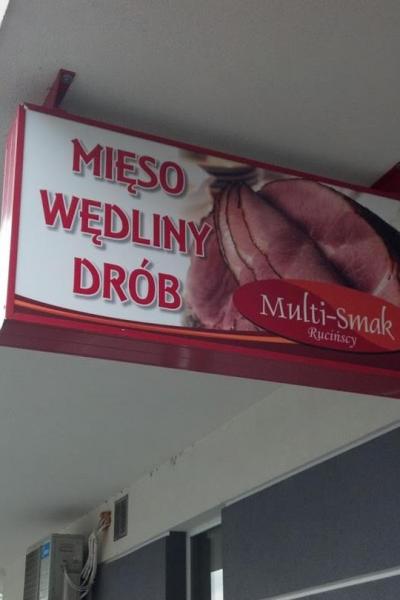 MIĘSO
WĘDLINY
DRÓB
Multi-Smak
Rucińscy